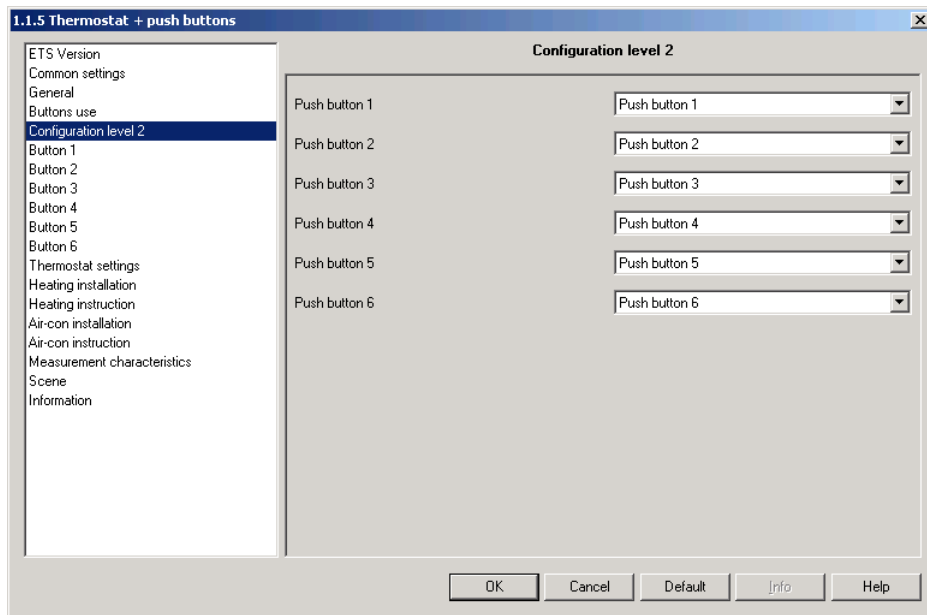 1.1.5 Thermostat + push buttons
ETS Version
Common settings
General
Buttons use
Configuration level 2
Button 1
Button 2
Button 3
Button 4
Button 5
Button 6
Thermostat settings
Heating installation
Heating instruction
Air-con installation
Air-con instruction
Measurement characteristics
Scene
Information
Configuration level 2
Push button 1 Push button 1
Push button 2 Push button 2
Push button 3 Push button 3
Push button 4 Push button 4
Push button 5 Push button 5
Push button 6 Push button 6
OK Cancel Default Info Help